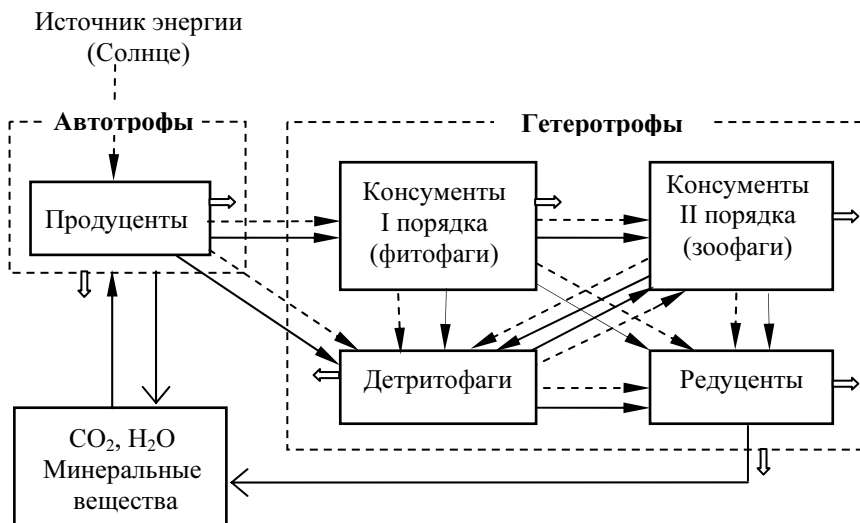 Источник энергии
(Солнце)
Автотрофы
Гетеротрофы
Продуценты
Консументы
I порядка
(фитофаги)
Консументы
II порядка
(зоофаги)
Детритофаги
Редуценты
CO₂, H₂O
Минеральные
вещества